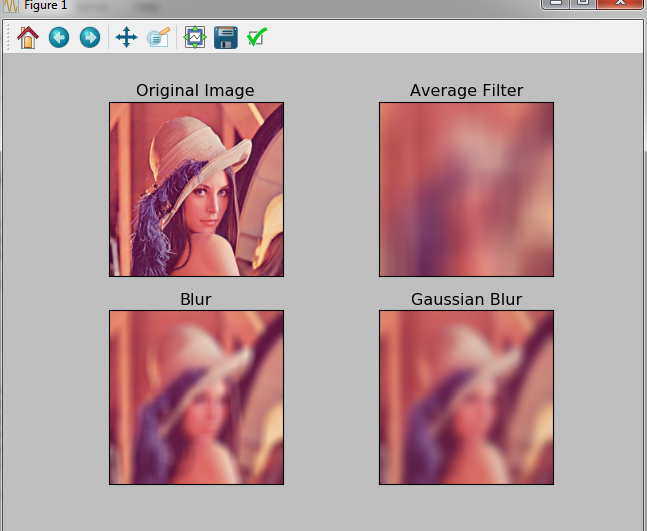 Figure 1
Original Image
Average Filter
Blur
Gaussian Blur